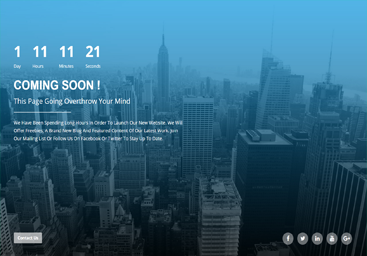 1 11 11 21
Day Hours Minutes Seconds
COMING SOON !
This Page Going Overthrow Your Mind
We Have Been Spending Long Hours In Order To Launch Our New Website. We Will
Offer Freebies, A Brand New Blog And Featured Content Of Our Latest Work. Join
Our Mailing List Or Follow Us On Facebook Or Twitter To Stay Up To Date.
Contact Us